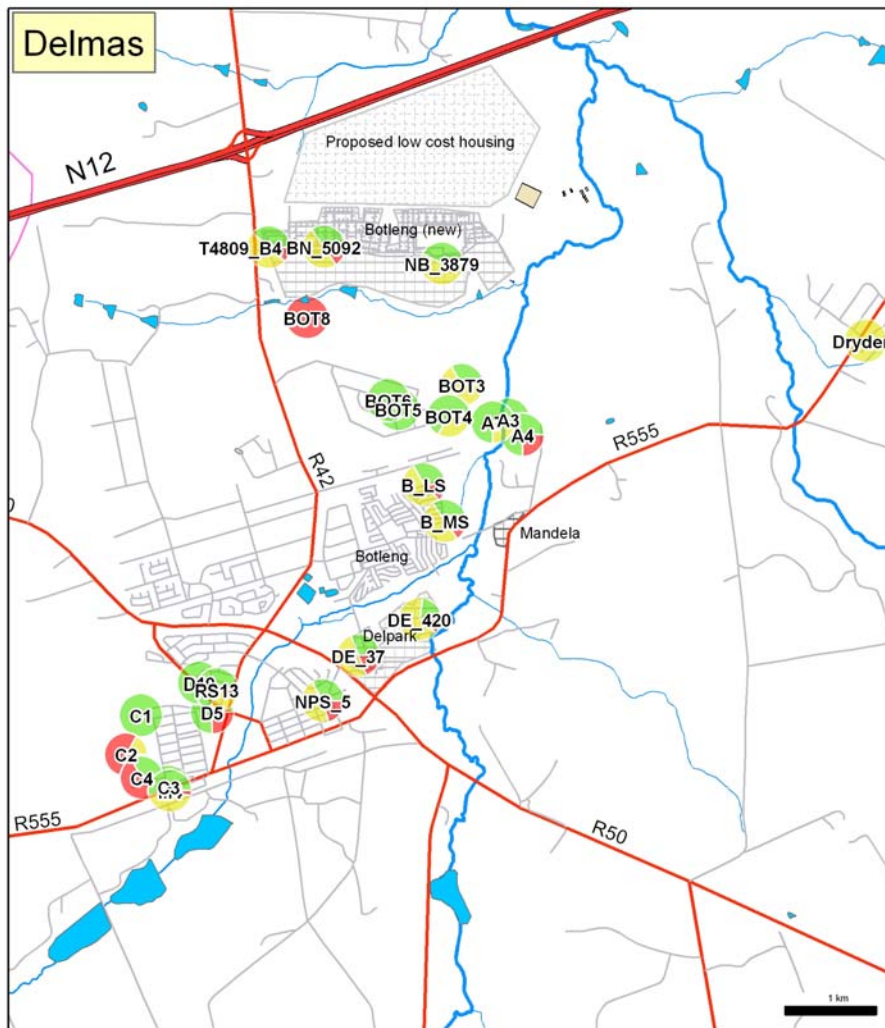 Delmas
Proposed low cost housing
N12
Botleng (new)
T4809_B4
BN_5092
NB_3879
BOT8
Dryden
BOT3
BOT6
BOT5
BOT4
A3
A4
R555
R42
B_LS
B_MS
Mandela
Botleng
DE_420
Delpark
DE_37
RS13
NPS_5
C1
D5
C2
C4
C3
R555
R50
1 km